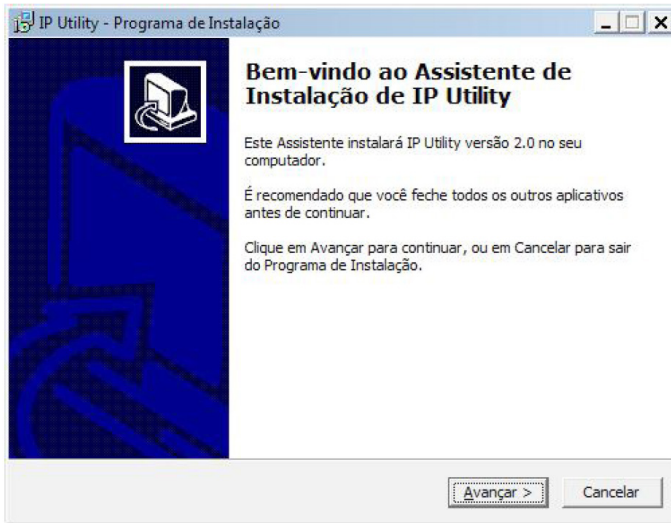 IP Utility - Programa de Instalação
Bem-vindo ao Assistente de
Instalação de IP Utility
Este Assistente instalará IP Utility versão 2.0 no seu
computador.
É recomendado que você feche todos os outros aplicativos
antes de continuar.
Clique em Avançar para continuar, ou em Cancelar para sair
do Programa de Instalação.
Avançar >
Cancelar